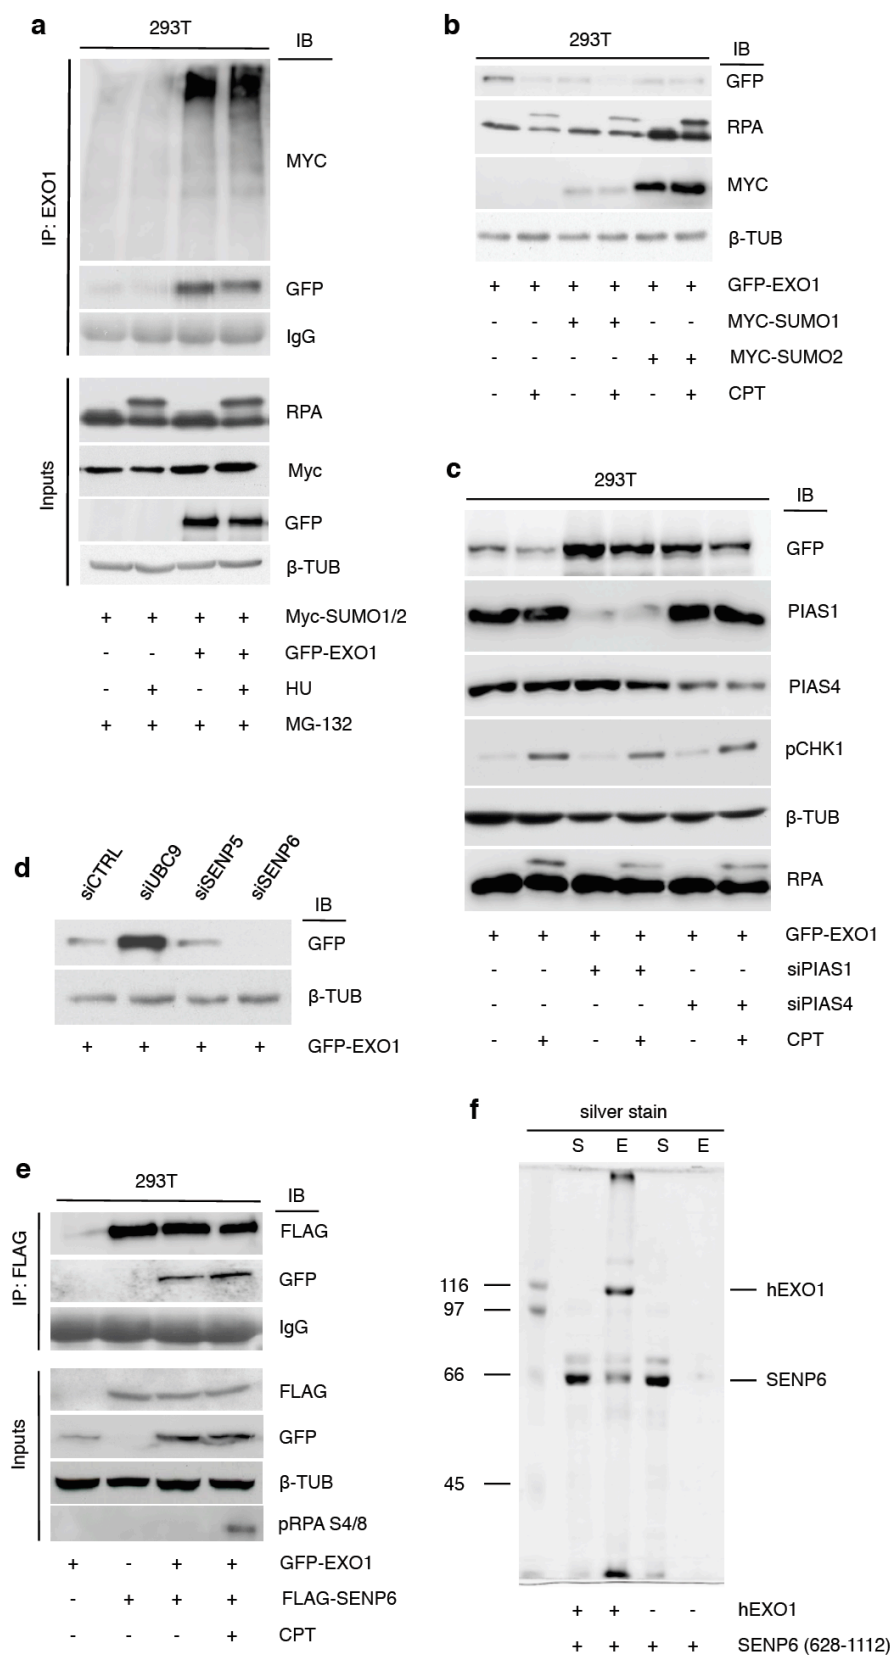 a
293T
IB
IP: EXO1
MYC
GFP
IgG
Inputs
RPA
Myc
GFP
β-TUB
+ + + + Myc-SUMO1/2
- - + + GFP-EXO1
- + - + HU
+ + + + MG-132
b
293T
IB
GFP
RPA
MYC
β-TUB
+ + + + + + GFP-EXO1
- - + + - - MYC-SUMO1
- - - - + + MYC-SUMO2
- + - + - + CPT
c
293T
IB
GFP
PIAS1
PIAS4
pCHK1
β-TUB
RPA
+ + + + + + GFP-EXO1
- - + + - - siPIAS1
- - - - + + siPIAS4
- + - + - + CPT
d
siCTRL siUBC9 siSENP5 siSENP6
IB
GFP
β-TUB
+ + + + GFP-EXO1
e
293T
IB
IP: FLAG
FLAG
GFP
IgG
Inputs
FLAG
GFP
β-TUB
pRPA S4/8
+ - + + GFP-EXO1
- + + + FLAG-SENP6
- - - + CPT
f
silver stain
S E S E
116
hEXO1
97
66
SENP6
45
+ + - - hEXO1
+ + + + SENP6 (628-1112)